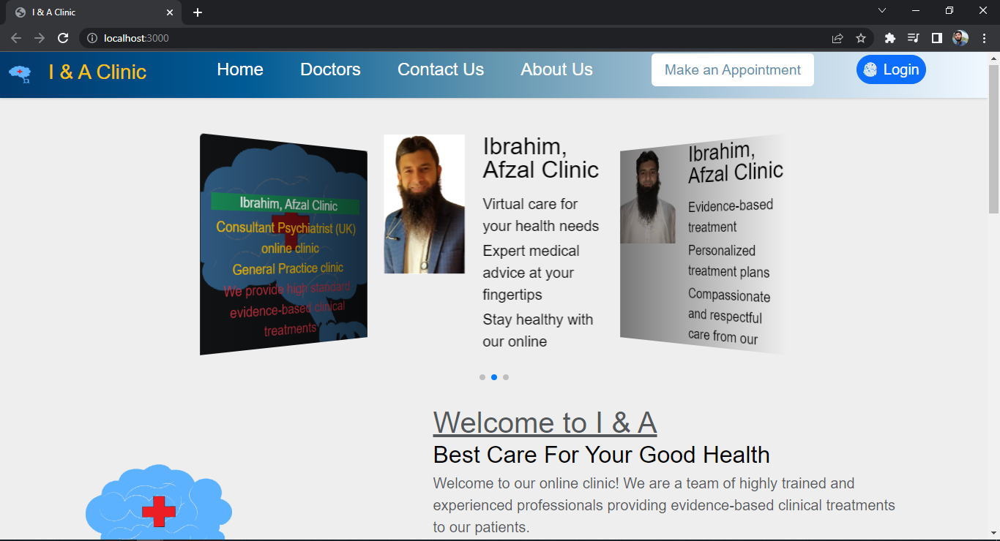 I & A Clinic
localhost:3000
I & A Clinic
Home
Doctors
Contact Us
About Us
Make an Appointment
Login
Ibrahim, Afzal Clinic
Consultant Psychiatrist (UK)
online clinic
General Practice clinic
We provide high standard
evidence-based clinical
treatments
Ibrahim,
Afzal Clinic
Virtual care for
your health needs
Expert medical
advice at your
fingertips
Stay healthy with
our online
Ibrahim,
Afzal Clinic
Evidence-based
treatment
Personalized
treatment plans
Compassionate
and respectful
care from our
Welcome to I & A
Best Care For Your Good Health
Welcome to our online clinic! We are a team of highly trained and
experienced professionals providing evidence-based clinical treatments
to our patients.